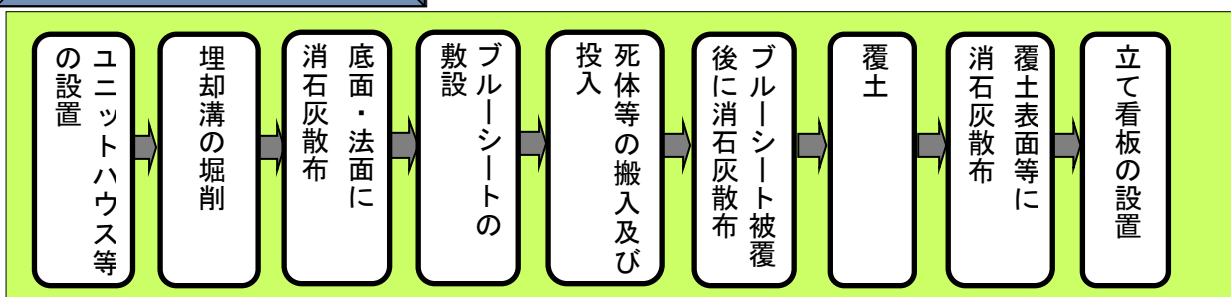 ユニットハウス等
の設置
埋却溝の堀削
底面・法面に
消石灰散布
ブルーシートの
敷設
死体等の搬入及び
投入
ブルーシート被覆
後に消石灰散布
覆土
覆土表面等に
消石灰散布
立て看板の設置